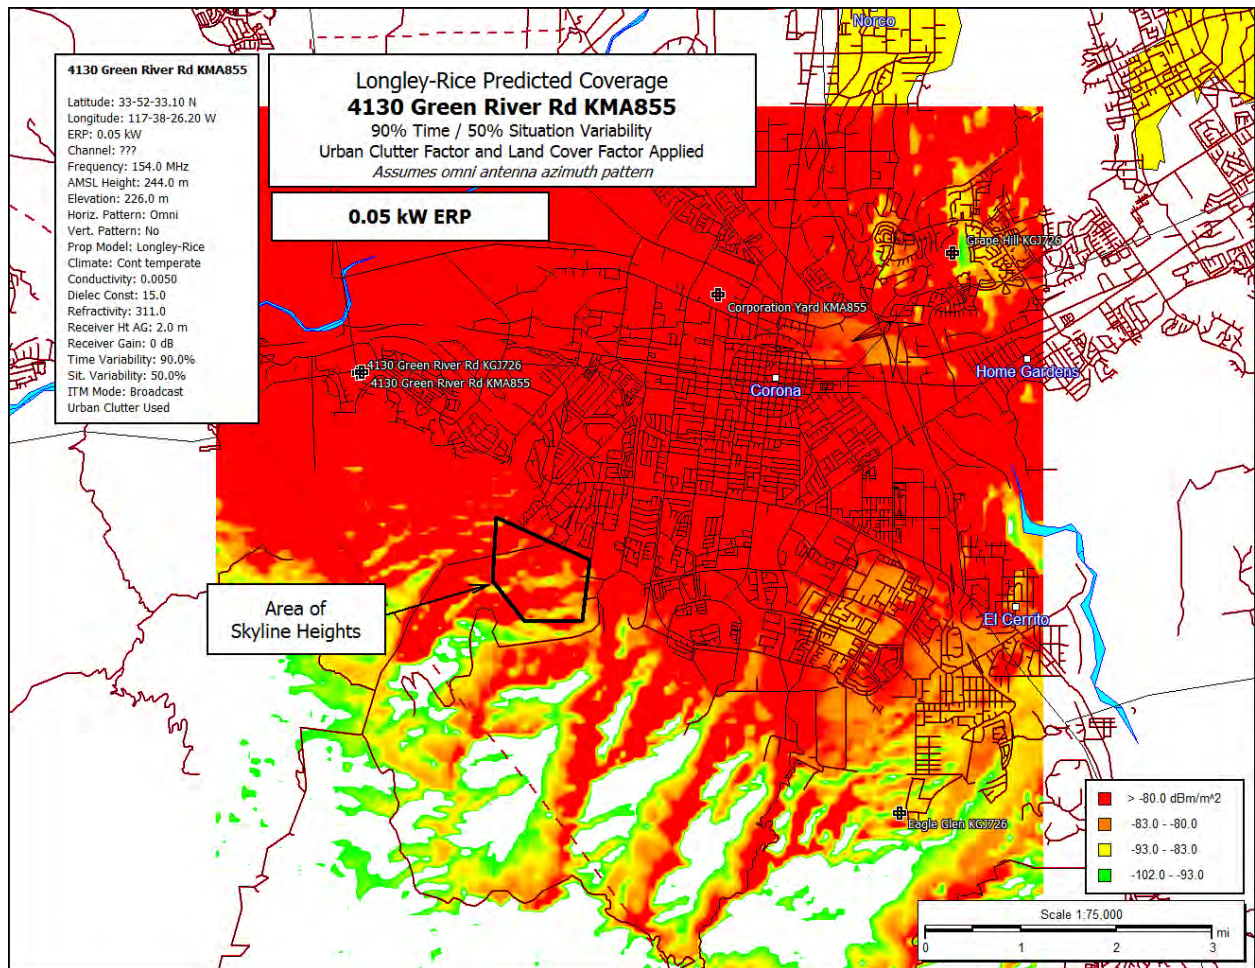 Norco
4130 Green River Rd KMA855
Latitude: 33-52-33.10 N
Longitude: 117-38-26.20 W
ERP: 0.05 kW
Channel: ???
Frequency: 154.0 MHz
AMSL Height: 244.0 m
Elevation: 226.0 m
Horiz. Pattern: Omni
Vert. Pattern: No
Prop Model: Longley-Rice
Climate: Cont temperate
Conductivity: 0.0050
Dielec Const: 15.0
Refractivity: 311.0
Receiver Ht AG: 2.0 m
Receiver Gain: 0 dB
Time Variability: 90.0%
Sit. Variability: 50.0%
ITM Mode: Broadcast
Urban Clutter Used
Longley-Rice Predicted Coverage
4130 Green River Rd KMA855
90% Time / 50% Situation Variability
Urban Clutter Factor and Land Cover Factor Applied
Assumes omni antenna azimuth pattern
0.05 kW ERP
Grape Hill KGJ726
Corporation Yard KMA855
4130 Green River Rd KGJ726
4130 Green River Rd KMA855
Home Gardens
Corona
Area of
Skyline Heights
El Cerrito
Eagle Glen KGJ726
> -80.0 dBm/m^2
-83.0 - -80.0
-93.0 - -83.0
-102.0 - -93.0
Scale 1:75,000
0 1 2 3 mi